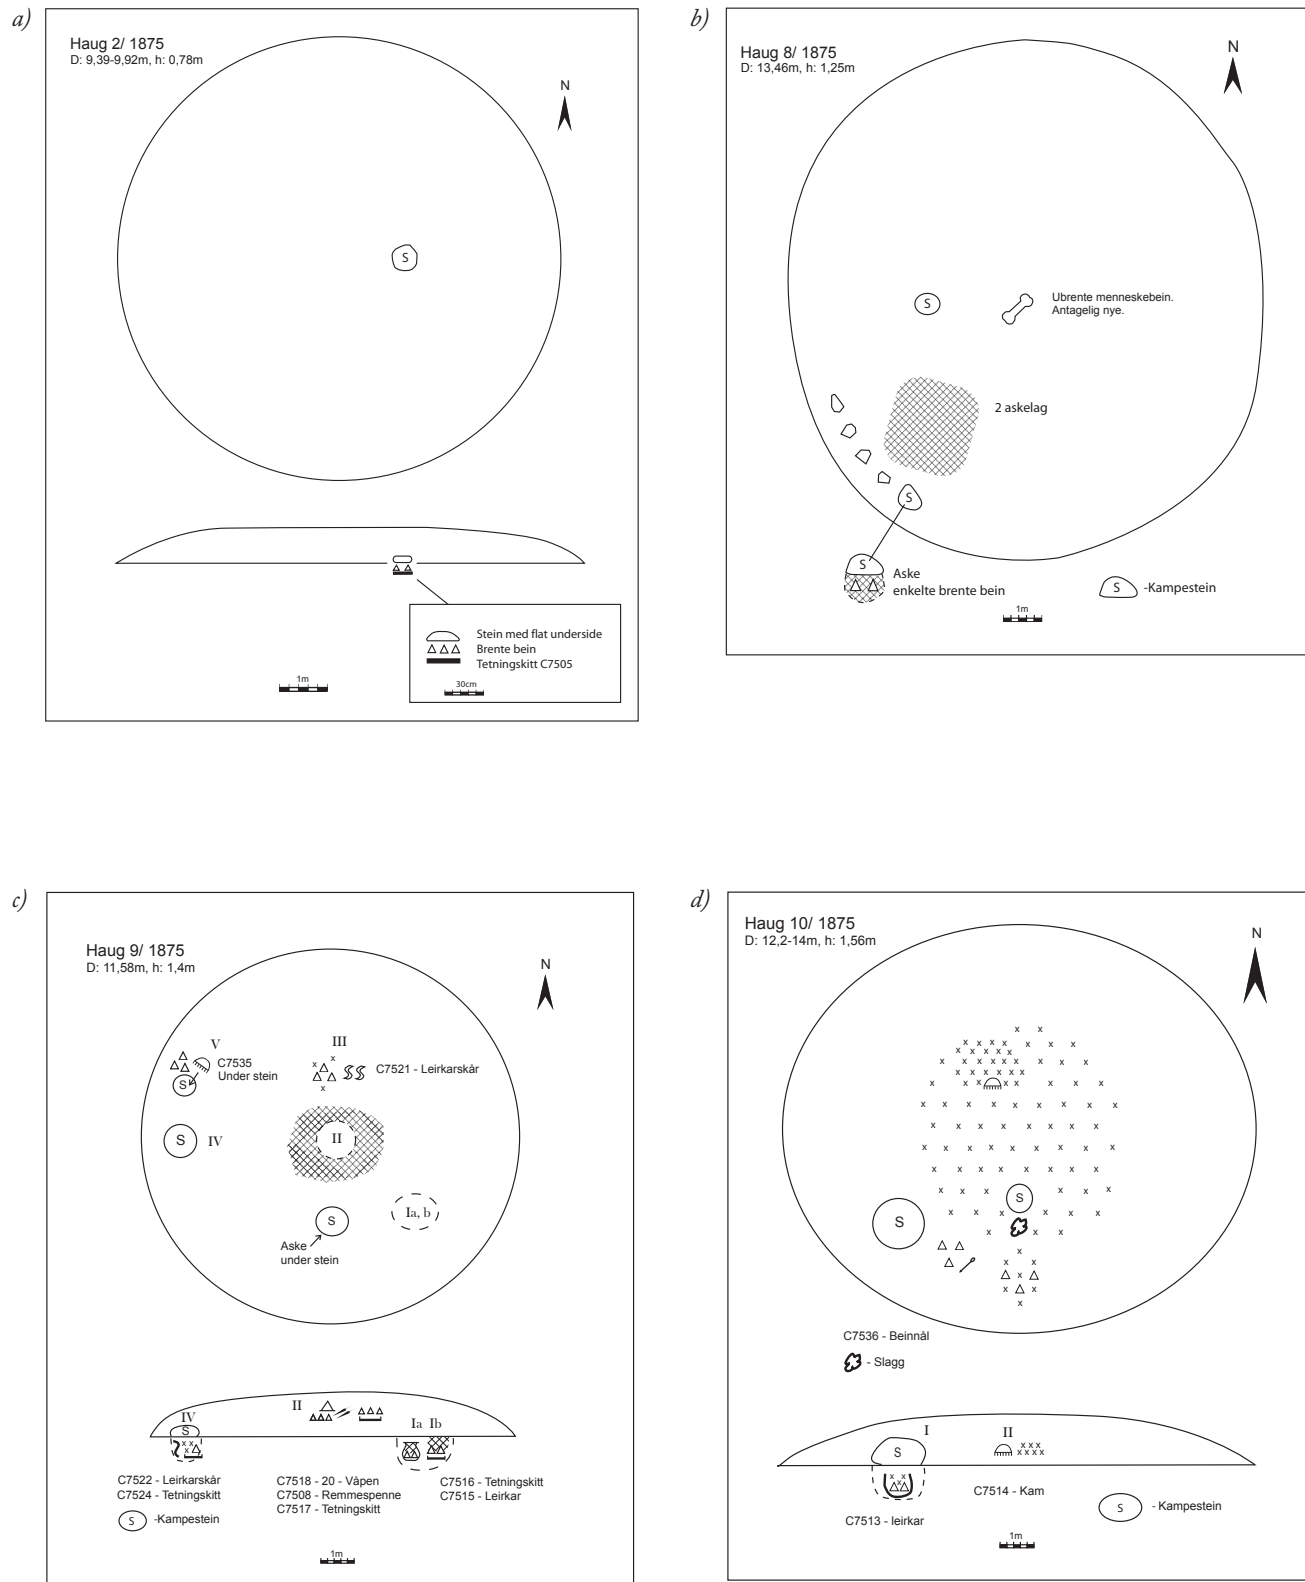 a)
Haug 2/ 1875
D: 9,39-9,92m, h: 0,78m
N
S
Stein med flat underside
Brente bein
Tetningskitt C7505
1m
30cm
b)
Haug 8/ 1875
D: 13,46m, h: 1,25m
N
S
Ubrente menneskebein.
Antagelig nye.
2 askelag
S
S
Aske
enkelte brente bein
S
-Kampestein
1m
c)
Haug 9/ 1875
D: 11,58m, h: 1,4m
N
V
C7535
Under stein
S
III
x x
x
C7521 - Leirkarskår
S
IV
II
Ia, b
S
Aske
under stein
IV
S
x x
x
II
Ia Ib
C7522 - Leirkarskår
C7524 - Tetningskitt
C7518 - 20 - Våpen
C7508 - Remmespenne
C7517 - Tetningskitt
C7516 - Tetningskitt
C7515 - Leirkar
S
-Kampestein
1m
d)
Haug 10/ 1875
D: 12,2-14m, h: 1,56m
N
S
S
C7536 - Beinnål
- Slagg
I
S
II
C7514 - Kam
C7513 - leirkar
S
- Kampestein
1m